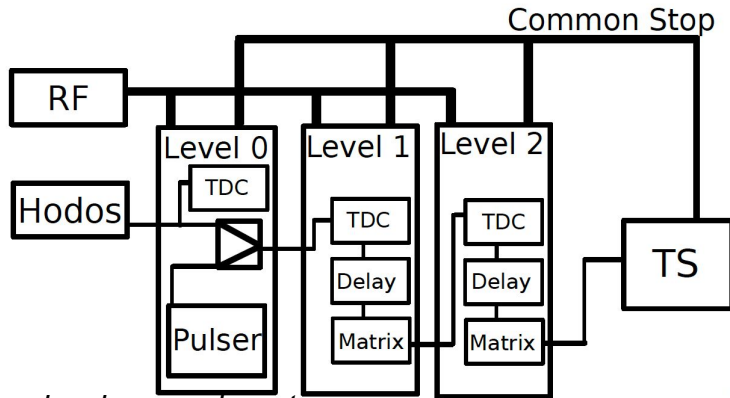 Common Stop
RF
Level 0
Level 1
Level 2
TDC
Hodos
TDC
TDC
TS
Delay
Delay
Pulser
Matrix
Matrix